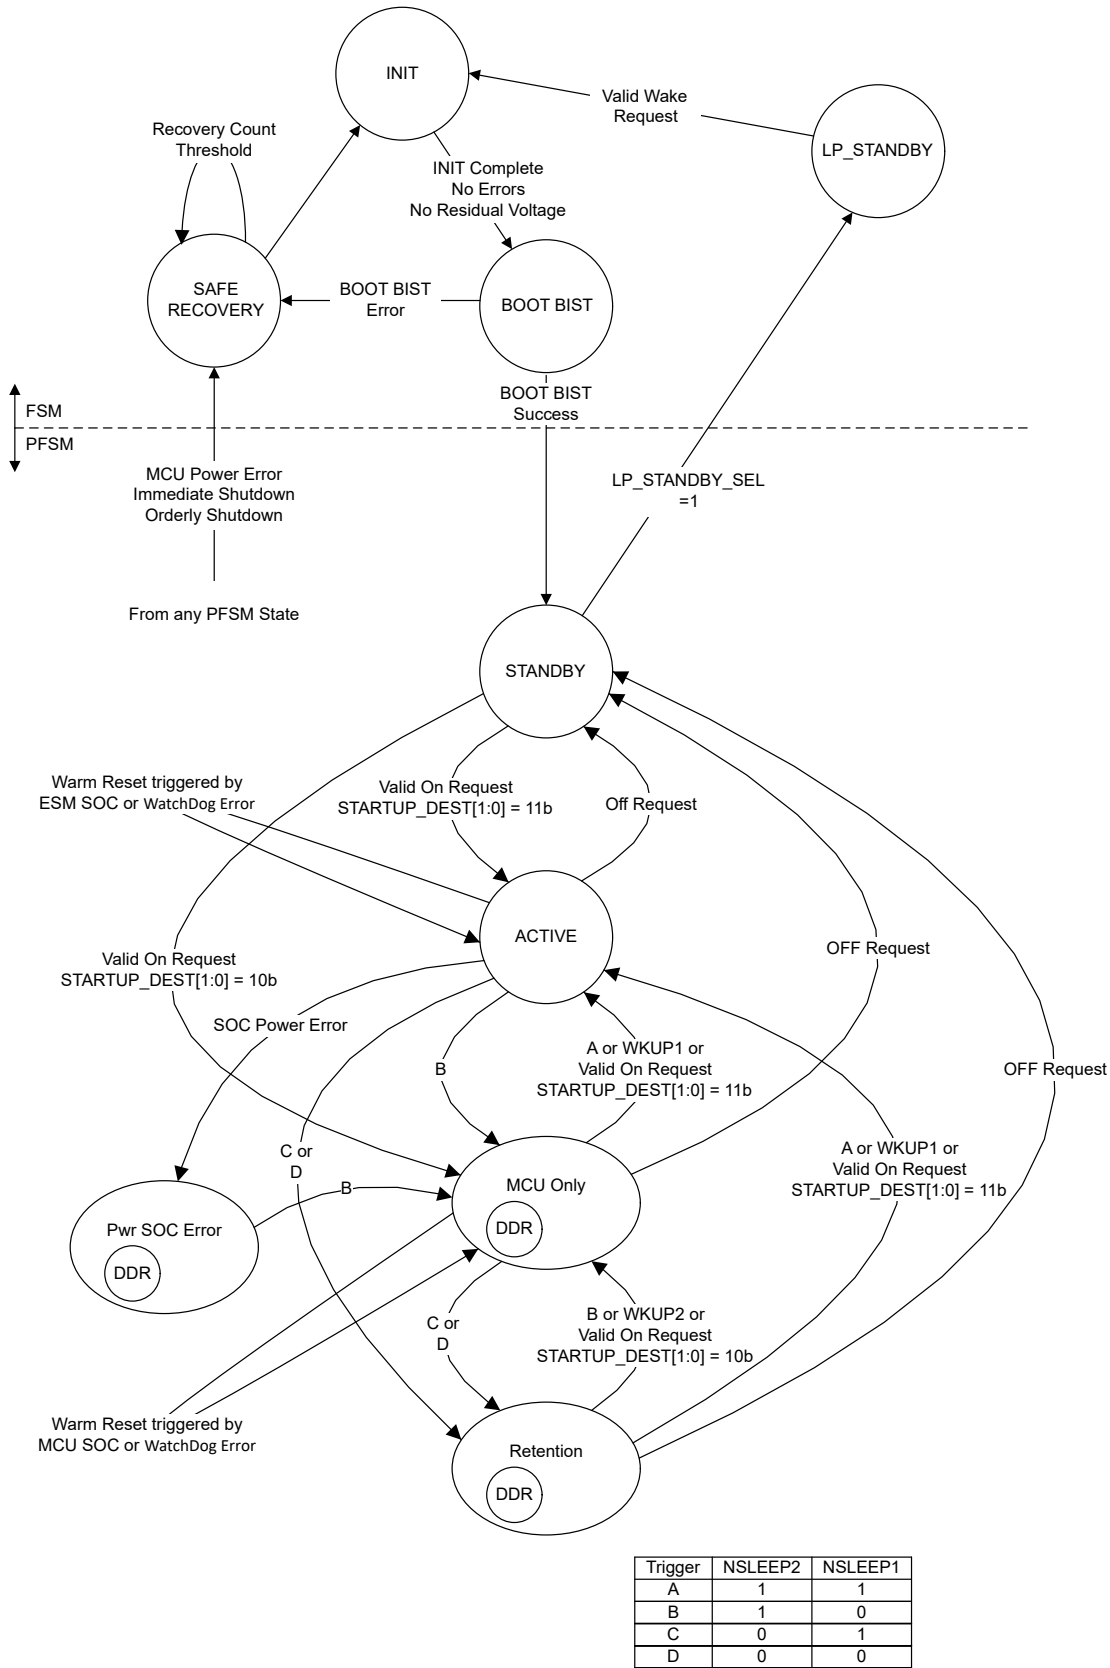 INIT
Valid Wake
Request
LP_STANDBY
Recovery Count
Threshold
INIT Complete
No Errors
No Residual Voltage
SAFE
RECOVERY
BOOT BIST
Error
BOOT BIST
BOOT BIST
Success
FSM
PFSM
MCU Power Error
Immediate Shutdown
Orderly Shutdown
LP_STANDBY_SEL
=1
From any PFSM State
STANDBY
Warm Reset triggered by
ESM SOC or WatchDog Error
Valid On Request
STARTUP_DEST[1:0] = 11b
Off Request
ACTIVE
OFF Request
Valid On Request
STARTUP_DEST[1:0] = 10b
SOC Power Error
B
A or WKUP1 or
Valid On Request
STARTUP_DEST[1:0] = 11b
OFF Request
C or
D
A or WKUP1 or
Valid On Request
STARTUP_DEST[1:0] = 11b
MCU Only
DDR
B
Pwr SOC Error
DDR
C or
D
B or WKUP2 or
Valid On Request
STARTUP_DEST[1:0] = 10b
Warm Reset triggered by
MCU SOC or WatchDog Error
Retention
DDR
Trigger NSLEEP2 NSLEEP1
A 1 1
B 1 0
C 0 1
D 0 0